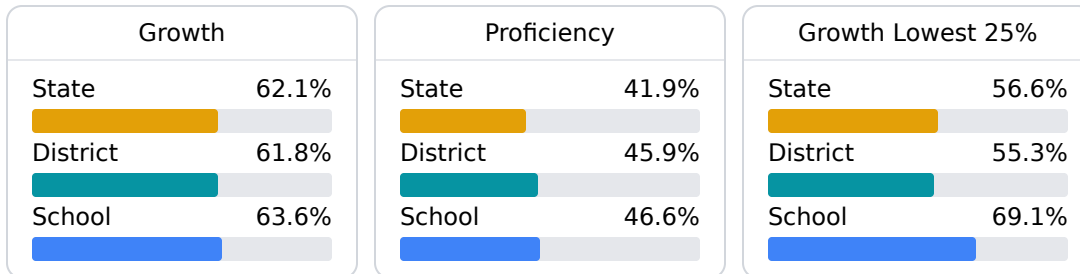 Growth
State 62.1%
District 61.8%
School 63.6%
Proficiency
State 41.9%
District 45.9%
School 46.6%
Growth Lowest 25%
State 56.6%
District 55.3%
School 69.1%